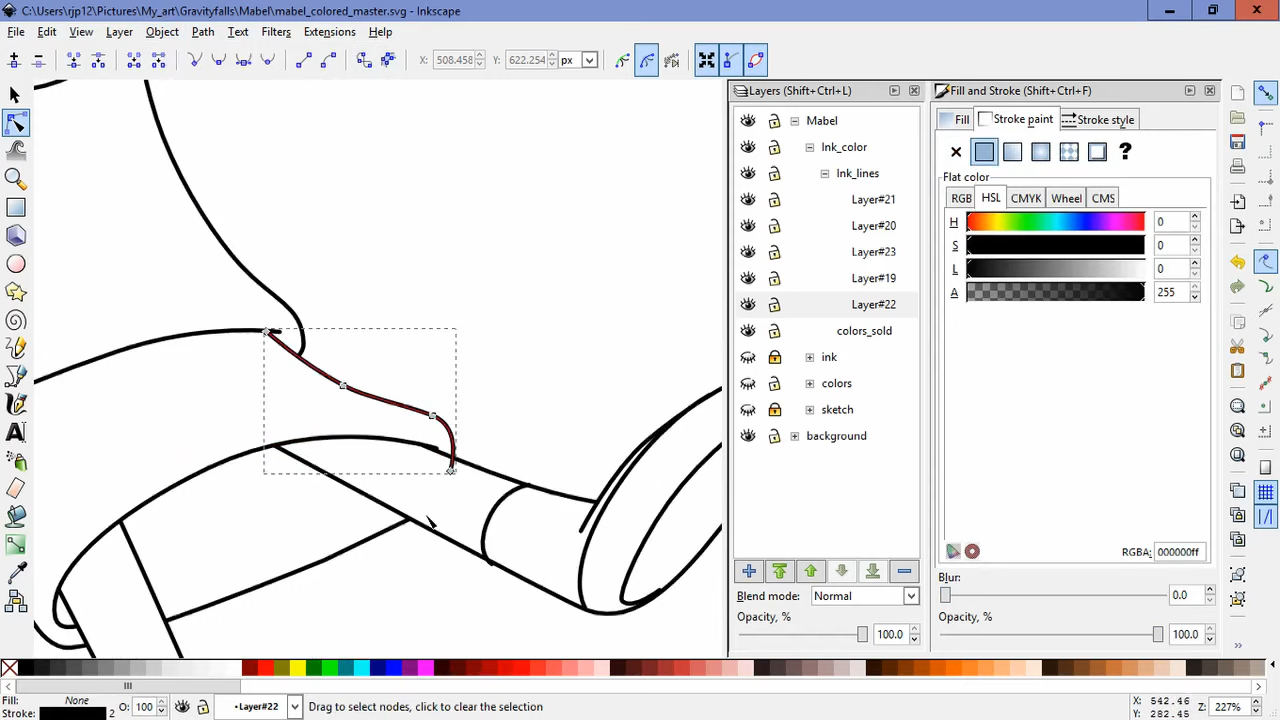 C:\Users\rjp12\Pictures\My_art\Gravityfalls\Mabel\mabel_colored_master.svg - Inkscape
File Edit View Layer Object Path Text Filters Extensions Help
X: 508.458 Y: 622.254 px
Layers (Shift+Ctrl+L)
Fill and Stroke (Shift+Ctrl+F)
Mabel
Ink_color
Ink_lines
Layer#21
Layer#20
Layer#23
Layer#19
Layer#22
colors_sold
ink
colors
sketch
background
Blend mode: Normal
Opacity, %
100.0
Fill Stroke paint Stroke style
?
Flat color
RGB HSL CMYK Wheel CMS
H 0
S 0
L 0
A 255
RGBA: 000000ff
Blur:
0.0
Opacity, %
100.0
Fill: None
Stroke: 2
O: 100
•Layer#22
Drag to select nodes, click to clear the selection
X: 542.46
Y: 282.45
Z: 227%